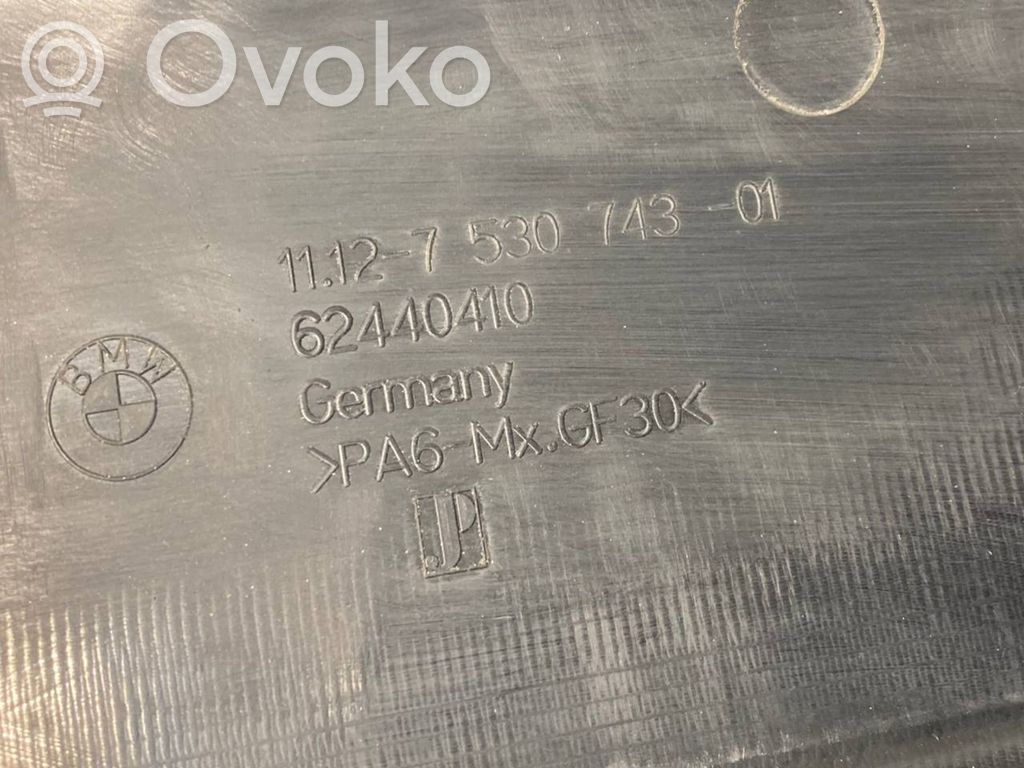 Ovoko
11.12-7 530 743 -01
62440410
BMW
Germany
>PA6-Mx.GF30<
JP